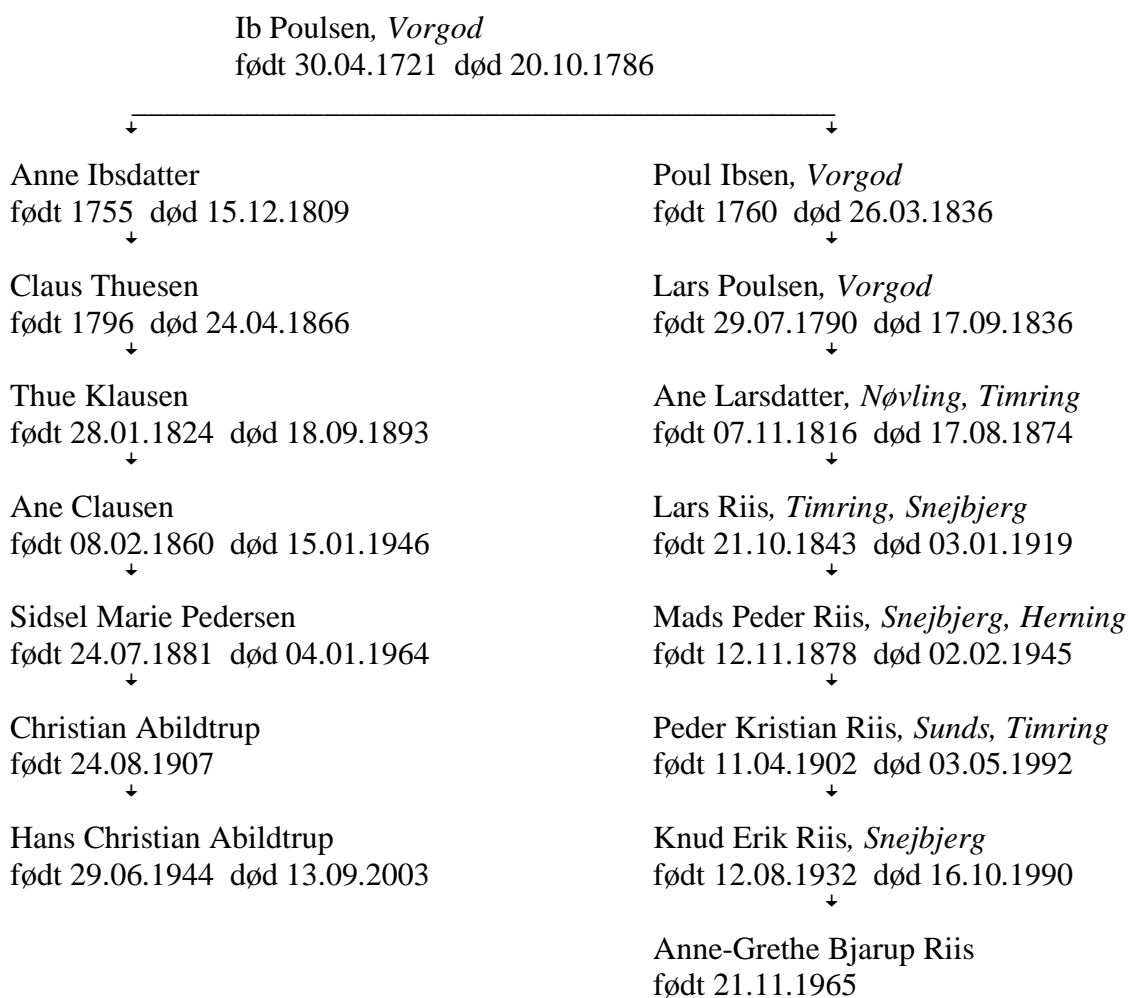 Ib Poulsen, Vorgod
født 30.04.1721 død 20.10.1786
Anne Ibsdatter
født 1755 død 15.12.1809
Claus Thuesen
født 1796 død 24.04.1866
Thue Klausen
født 28.01.1824 død 18.09.1893
Ane Clausen
født 08.02.1860 død 15.01.1946
Sidsel Marie Pedersen
født 24.07.1881 død 04.01.1964
Christian Abildtrup
født 24.08.1907
Hans Christian Abildtrup
født 29.06.1944 død 13.09.2003
Poul Ibsen, Vorgod
født 1760 død 26.03.1836
Lars Poulsen, Vorgod
født 29.07.1790 død 17.09.1836
Ane Larsdatter, Nøvling, Timring
født 07.11.1816 død 17.08.1874
Lars Riis, Timring, Snejbjerg
født 21.10.1843 død 03.01.1919
Mads Peder Riis, Snejbjerg, Herning
født 12.11.1878 død 02.02.1945
Peder Kristian Riis, Sunds, Timring
født 11.04.1902 død 03.05.1992
Knud Erik Riis, Snejbjerg
født 12.08.1932 død 16.10.1990
Anne-Grethe Bjarup Riis
født 21.11.1965